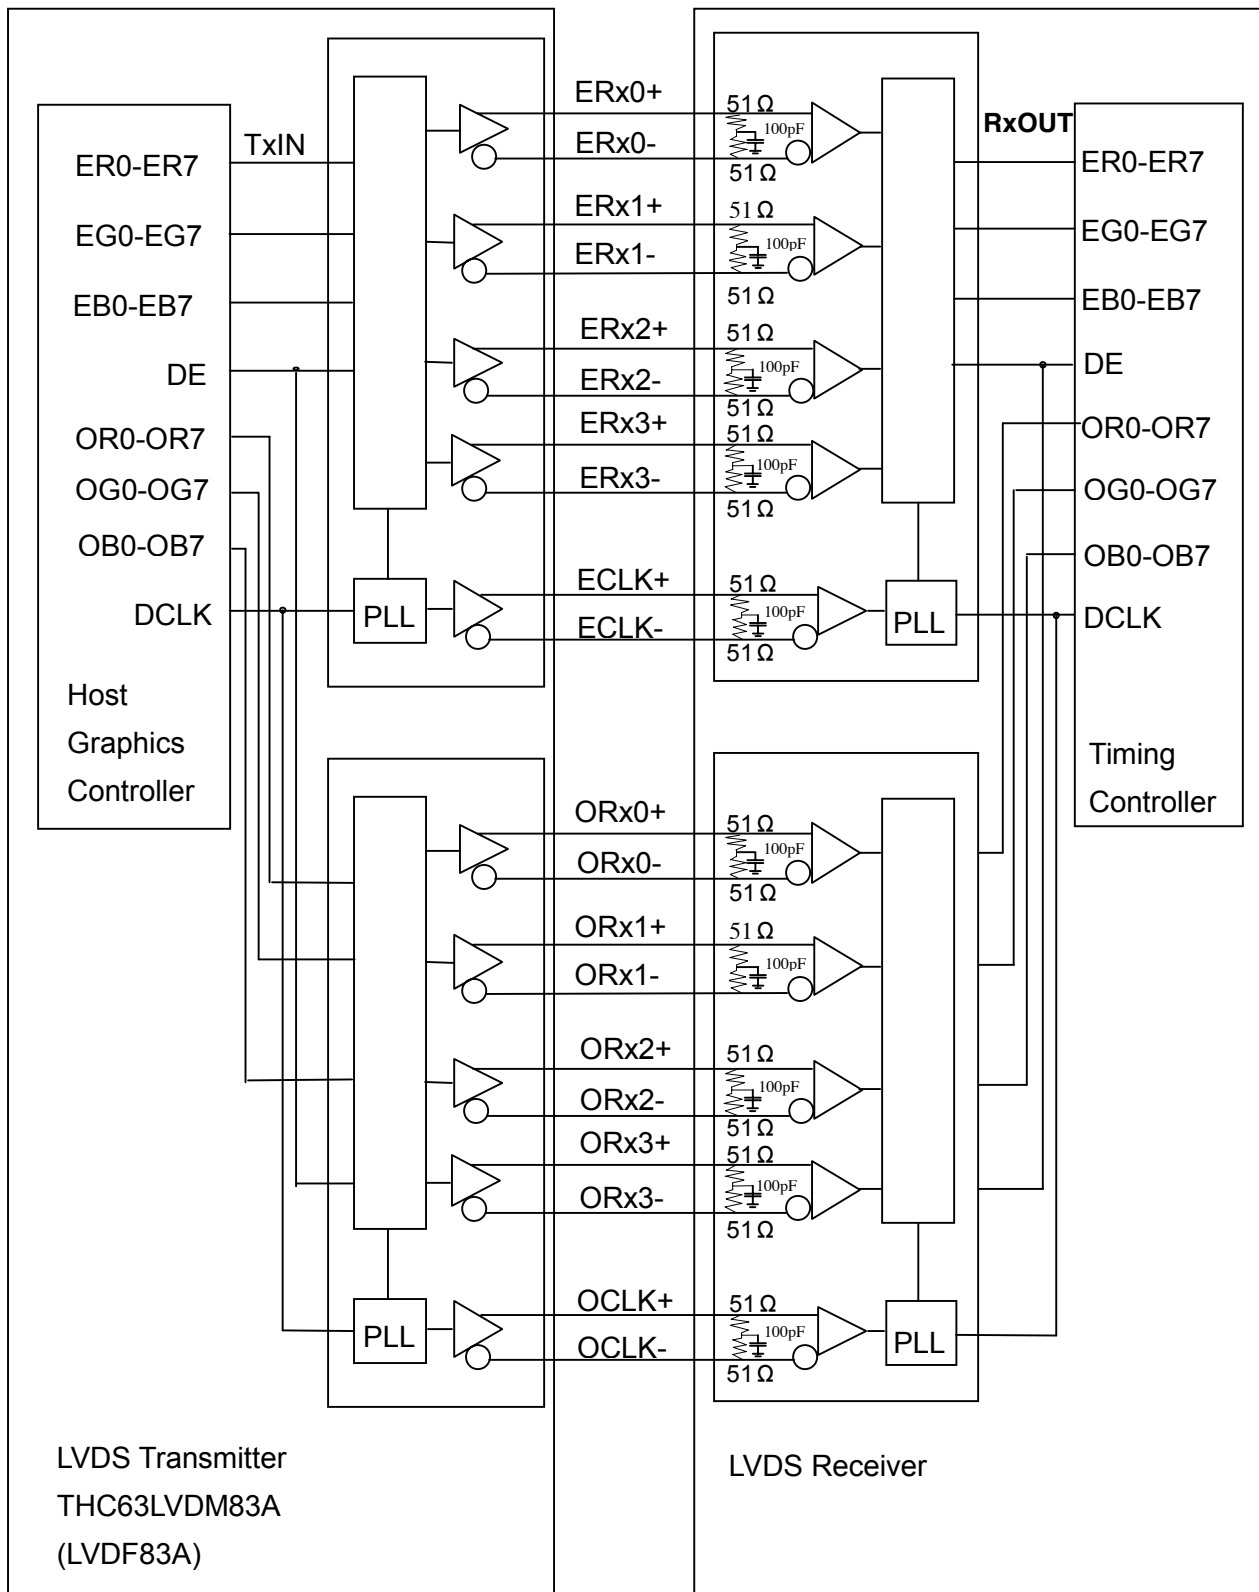 TxIN
ER0-ER7
EG0-EG7
EB0-EB7
DE
OR0-OR7
OG0-OG7
OB0-OB7
DCLK
Host
Graphics
Controller
PLL
ERx0+
ERx0-
ERx1+
ERx1-
ERx2+
ERx2-
ERx3+
ERx3-
ECLK+
ECLK-
51Ω
100pF
51Ω
51Ω
100pF
51Ω
51Ω
100pF
51Ω
51Ω
100pF
51Ω
51Ω
100pF
51Ω
PLL
RxOUT
ER0-ER7
EG0-EG7
EB0-EB7
DE
OR0-OR7
OG0-OG7
OB0-OB7
DCLK
Timing
Controller
PLL
ORx0+
ORx0-
ORx1+
ORx1-
ORx2+
ORx2-
ORx3+
ORx3-
OCLK+
OCLK-
51Ω
100pF
51Ω
51Ω
100pF
51Ω
100pF
51Ω
51Ω
100pF
51Ω
51Ω
100pF
51Ω
PLL
LVDS Transmitter
THC63LVDM83A
(LVDF83A)
LVDS Receiver